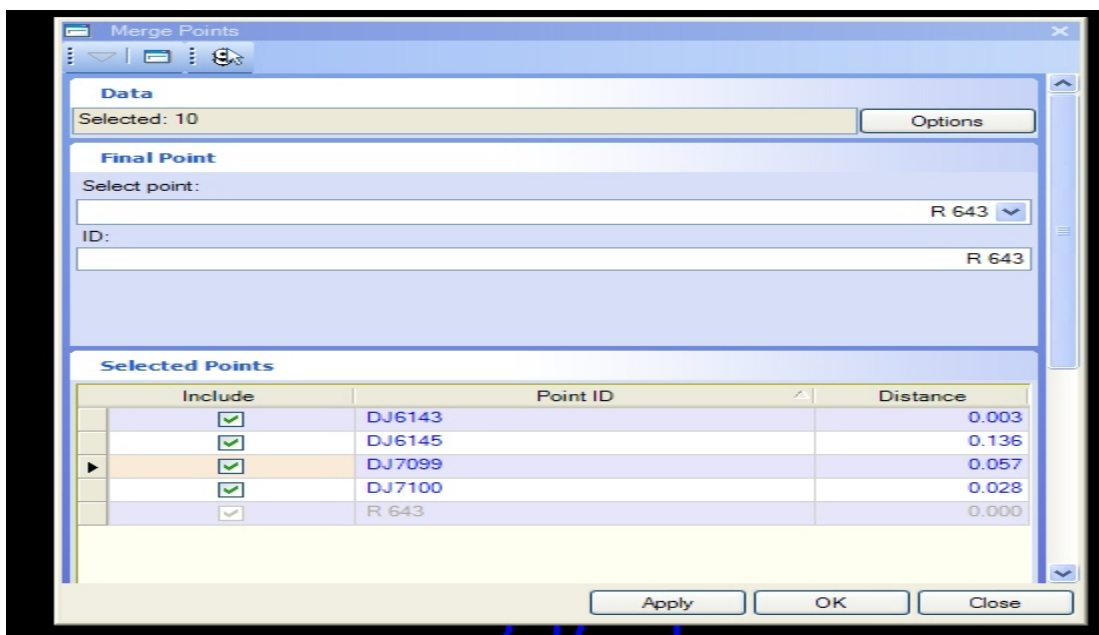 Merge Points
Data
Selected: 10
Options
Final Point
Select point:
R 643
ID:
R 643
Selected Points
Include Point ID Distance
DJ6143 0.003
DJ6145 0.136
DJ7099 0.057
DJ7100 0.028
R 643 0.000
Apply OK Close